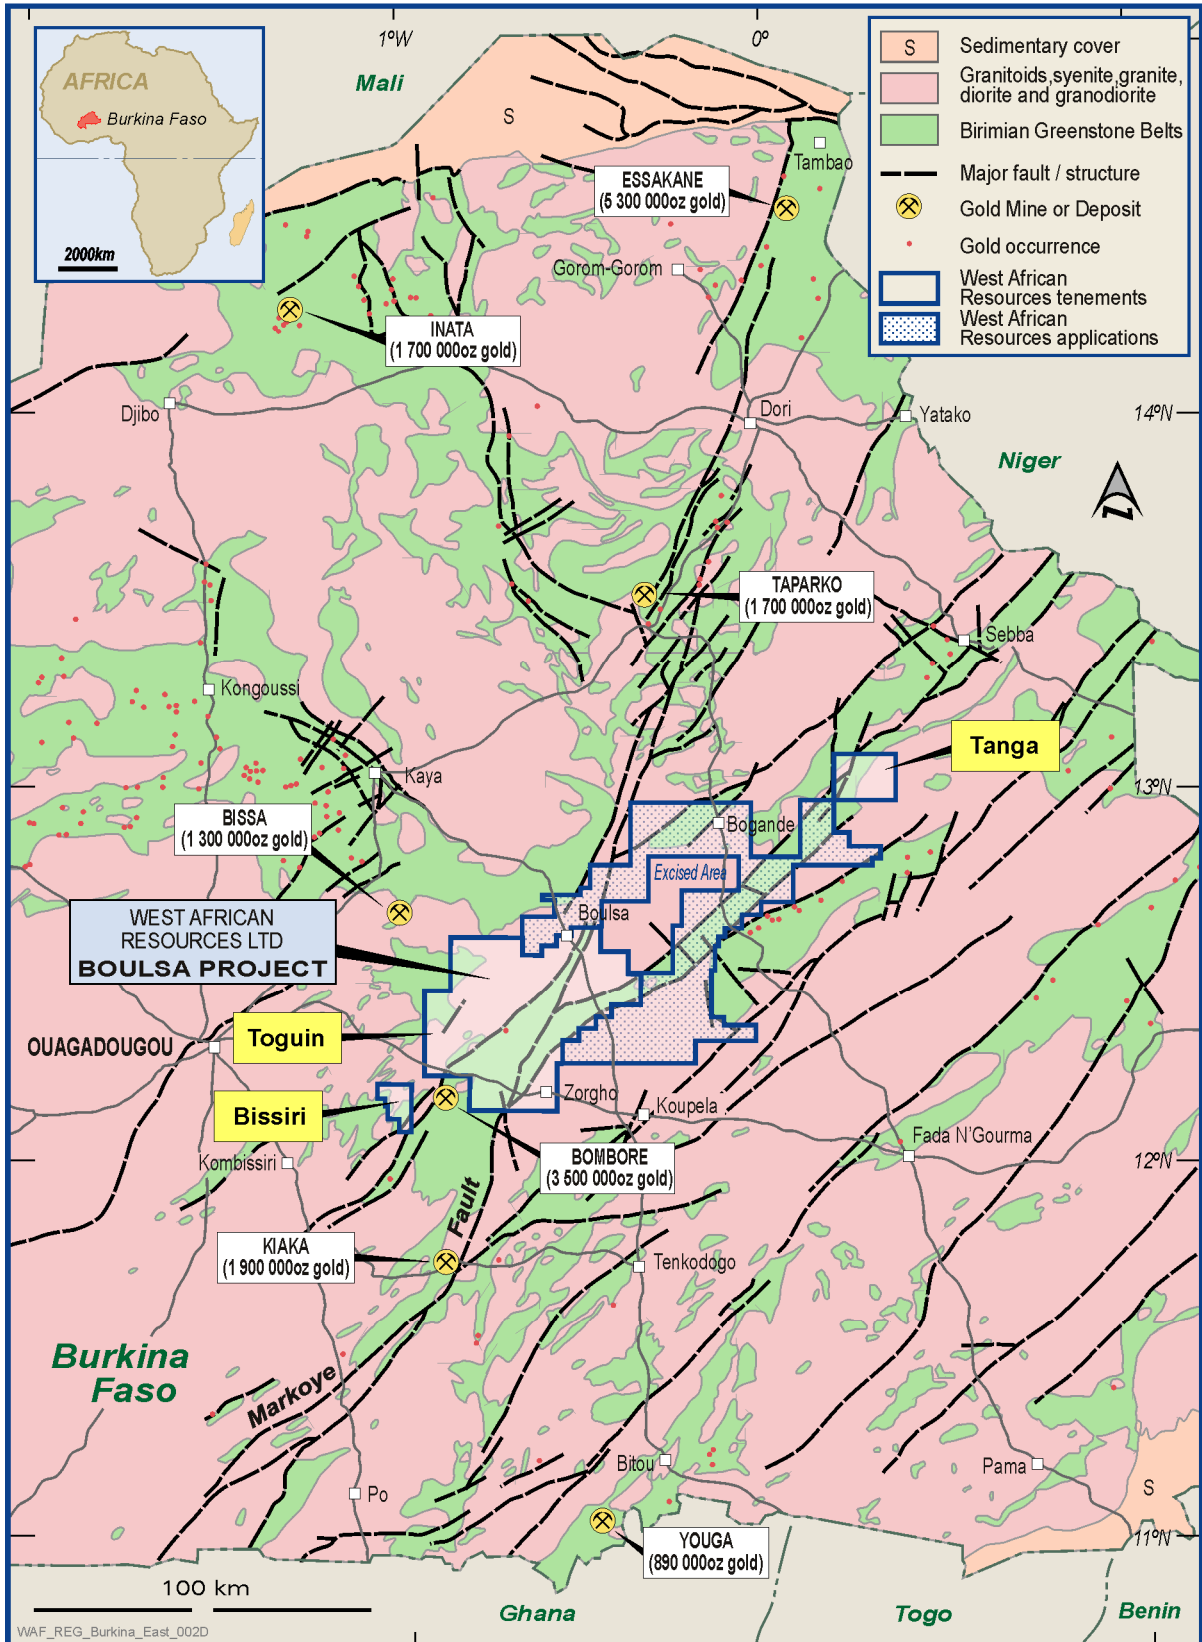 1°W
0°
AFRICA
Burkina Faso
2000km
Mali
S
S
Sedimentary cover
Granitoids,syenite,granite,
diorite and granodiorite
Birimian Greenstone Belts
Major fault / structure
Gold Mine or Deposit
Gold occurrence
West African
Resources tenements
West African
Resources applications
Tambao
ESSAKANE
(5 300 000oz gold)
Gorom-Gorom
INATA
(1 700 000oz gold)
Djibo
Dori
Yatako
14°N
Niger
Z
TAPARKO
(1 700 000oz gold)
Sebba
Kongoussi
Tanga
Kaya
13°N
BISSA
(1 300 000oz gold)
Bogande
Excised Area
WEST AFRICAN
RESOURCES LTD
BOULSA PROJECT
Boulsa
OUAGADOUGOU
Toguin
Zorgho
Bissiri
Koupela
Fada N'Gourma
BOMBORE
(3 500 000oz gold)
Kombissiri
12°N
Fault
KIAKA
(1 900 000oz gold)
Tenkodogo
Burkina
Faso
Markoye
Bitou
Pama
S
Po
YOUGA
(890 000oz gold)
11°N
100 km
Ghana
Togo
Benin
WAF_REG_Burkina_East_002D